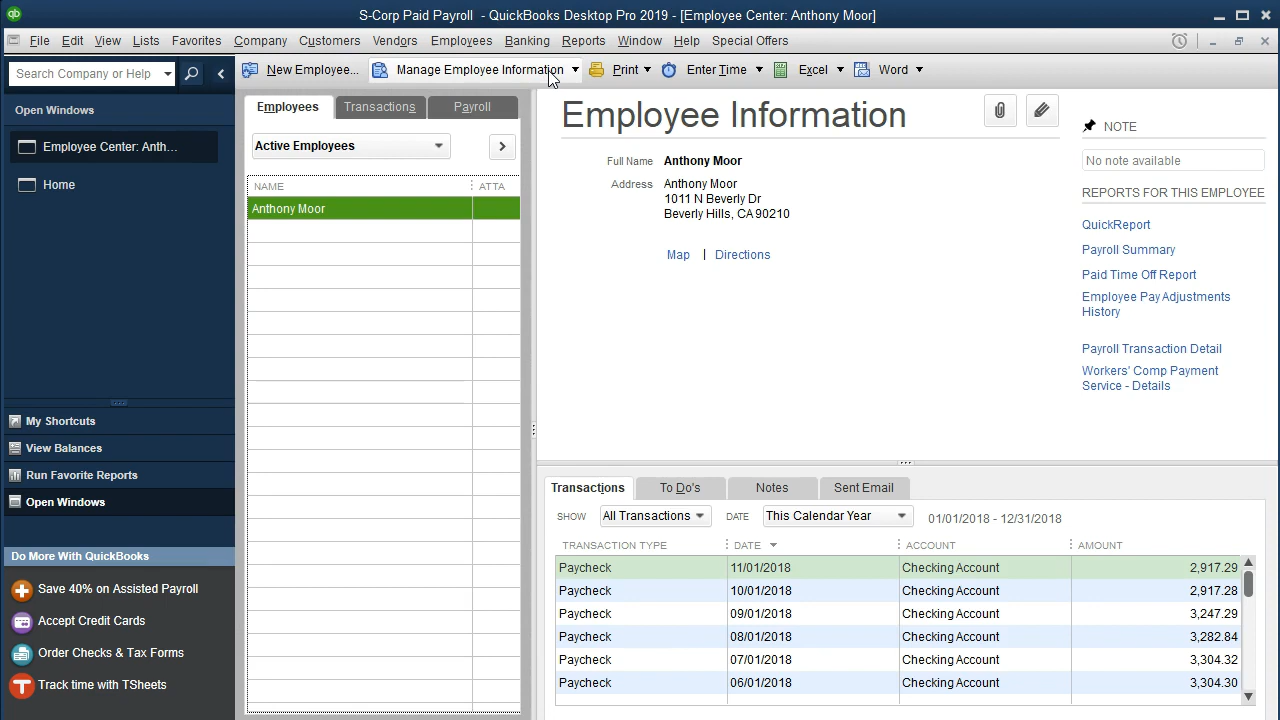 S-Corp Paid Payroll - QuickBooks Desktop Pro 2019 - [Employee Center: Anthony Moor]
File Edit View Lists Favorites Company Customers Vendors Employees Banking Reports Window Help Special Offers
Search Company or Help
New Employee... Manage Employee Information Print Enter Time Excel Word
Open Windows
Employee Center: Anth...
Home
My Shortcuts
View Balances
Run Favorite Reports
Open Windows
Do More With QuickBooks
Save 40% on Assisted Payroll
Accept Credit Cards
Order Checks & Tax Forms
Track time with TSheets
Employees Transactions Payroll
Active Employees
NAME ATTA
Anthony Moor
Employee Information
Full Name Anthony Moor
Address Anthony Moor
1011 N Beverly Dr
Beverly Hills, CA 90210
Map | Directions
NOTE
No note available
REPORTS FOR THIS EMPLOYEE
QuickReport
Payroll Summary
Paid Time Off Report
Employee Pay Adjustments
History
Payroll Transaction Detail
Workers' Comp Payment
Service - Details
Transactions To Do's Notes Sent Email
SHOW All Transactions DATE This Calendar Year 01/01/2018 - 12/31/2018
TRANSACTION TYPE DATE ACCOUNT AMOUNT
Paycheck 11/01/2018 Checking Account 2,917.29
Paycheck 10/01/2018 Checking Account 2,917.28
Paycheck 09/01/2018 Checking Account 3,247.29
Paycheck 08/01/2018 Checking Account 3,282.84
Paycheck 07/01/2018 Checking Account 3,304.32
Paycheck 06/01/2018 Checking Account 3,304.30